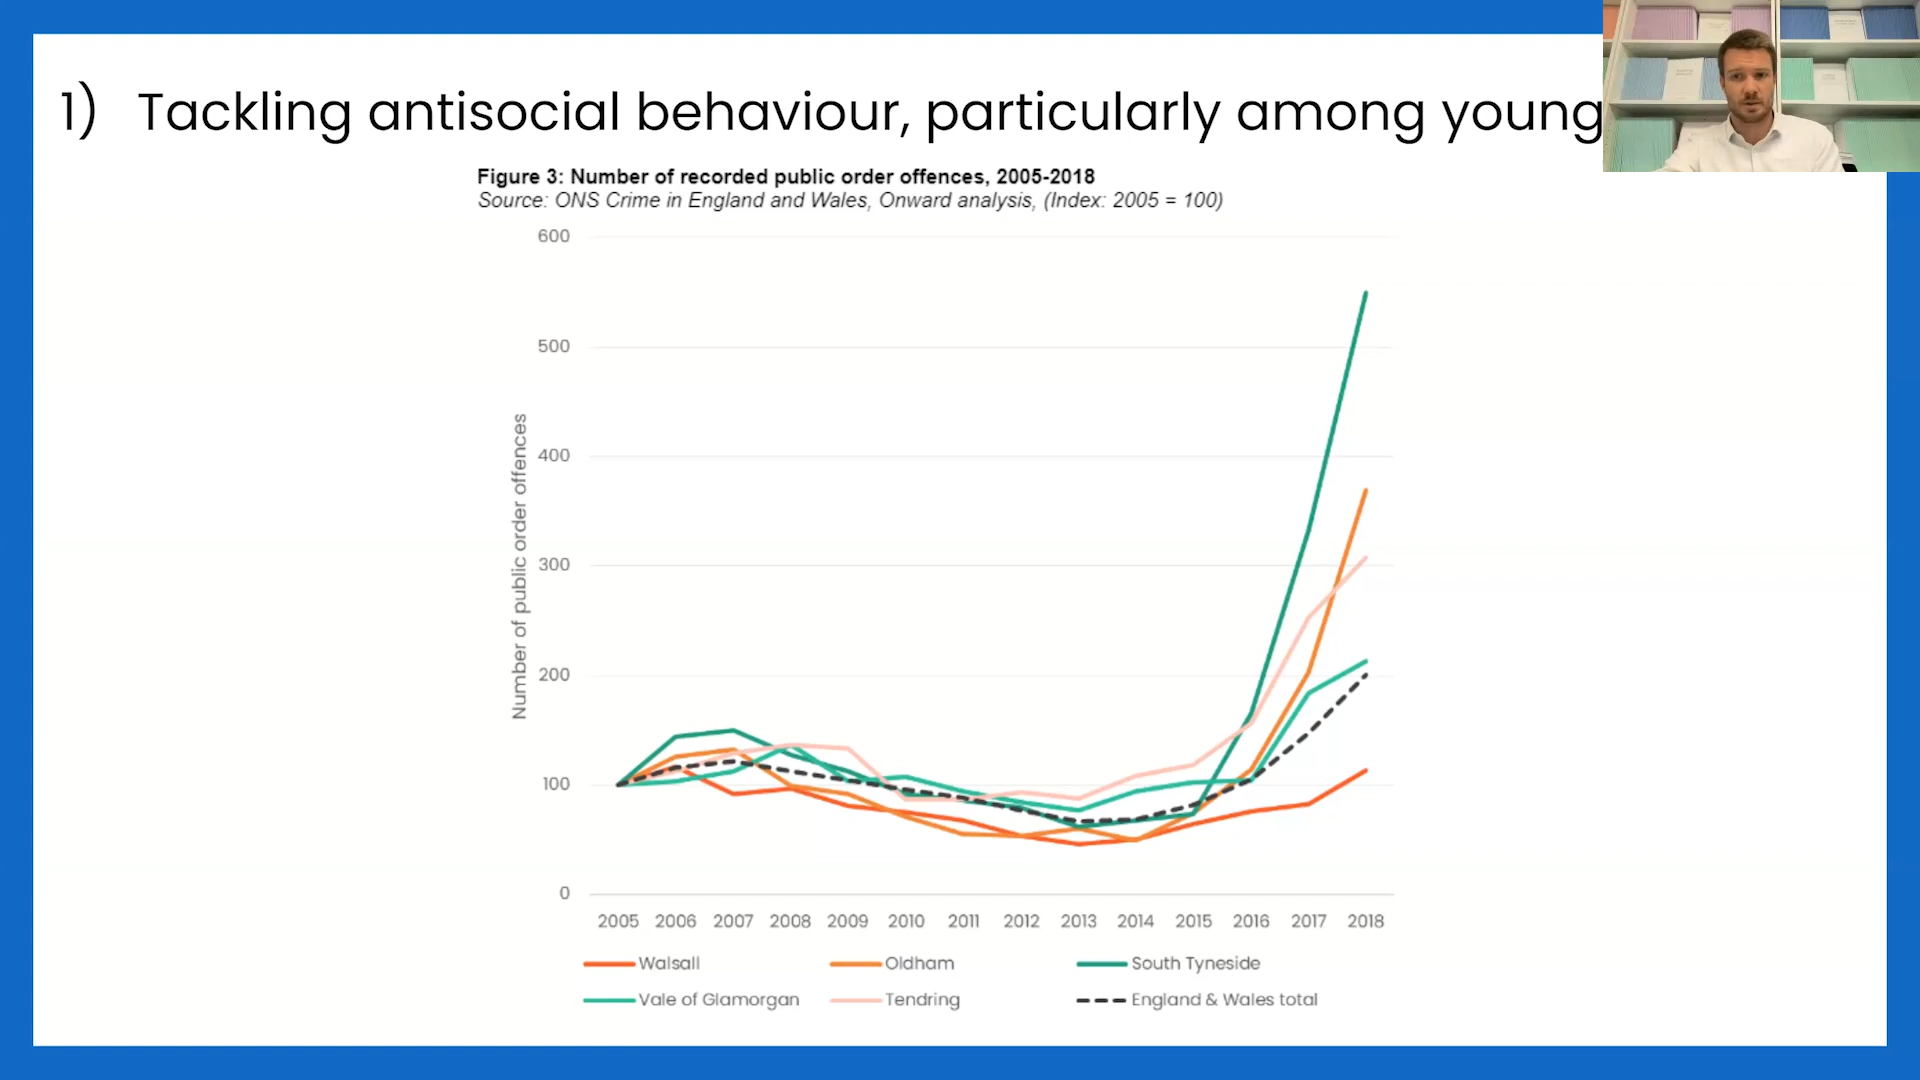 1) Tackling antisocial behaviour, particularly among young
Figure 3: Number of recorded public order offences, 2005-2018
Source: ONS Crime in England and Wales, Onward analysis, (Index: 2005 = 100)
Number of public order offences
600
500
400
300
200
100
0
2005 2006 2007 2008 2009 2010 2011 2012 2013 2014 2015 2016 2017 2018
Walsall Oldham South Tyneside
Vale of Glamorgan Tendring England & Wales total